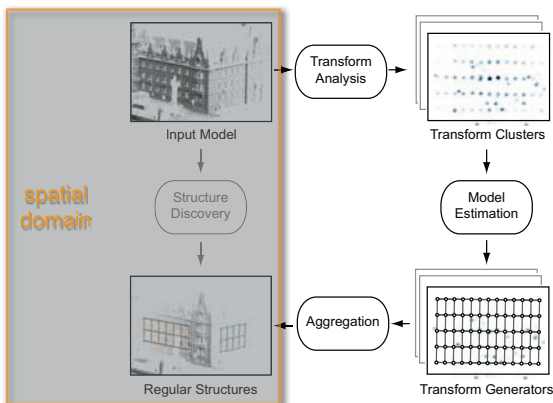 Input Model
Transform
Analysis
Transform Clusters
spatial
domain
Structure
Discovery
Model
Estimation
Regular Structures
Aggregation
Transform Generators